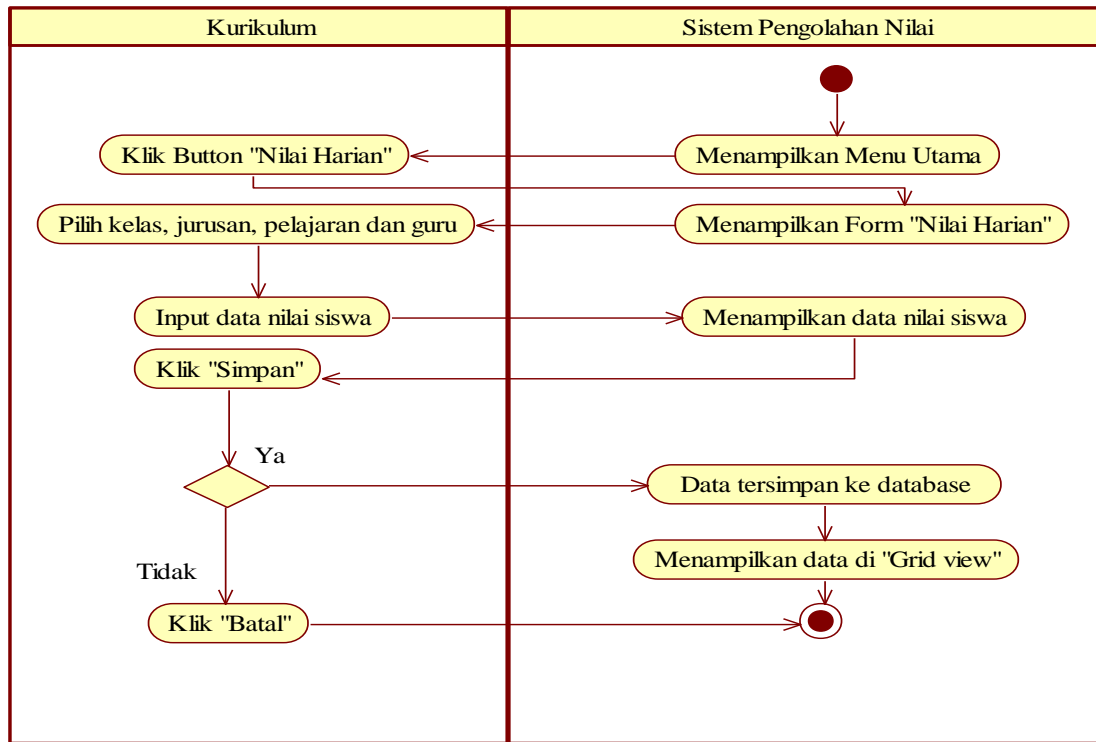 Kurikulum
Sistem Pengolahan Nilai
Klik Button "Nilai Harian"
Menampilkan Menu Utama
Pilih kelas, jurusan, pelajaran dan guru
Menampilkan Form "Nilai Harian"
Input data nilai siswa
Menampilkan data nilai siswa
Klik "Simpan"
Ya
Data tersimpan ke database
Menampilkan data di "Grid view"
Tidak
Klik "Batal"